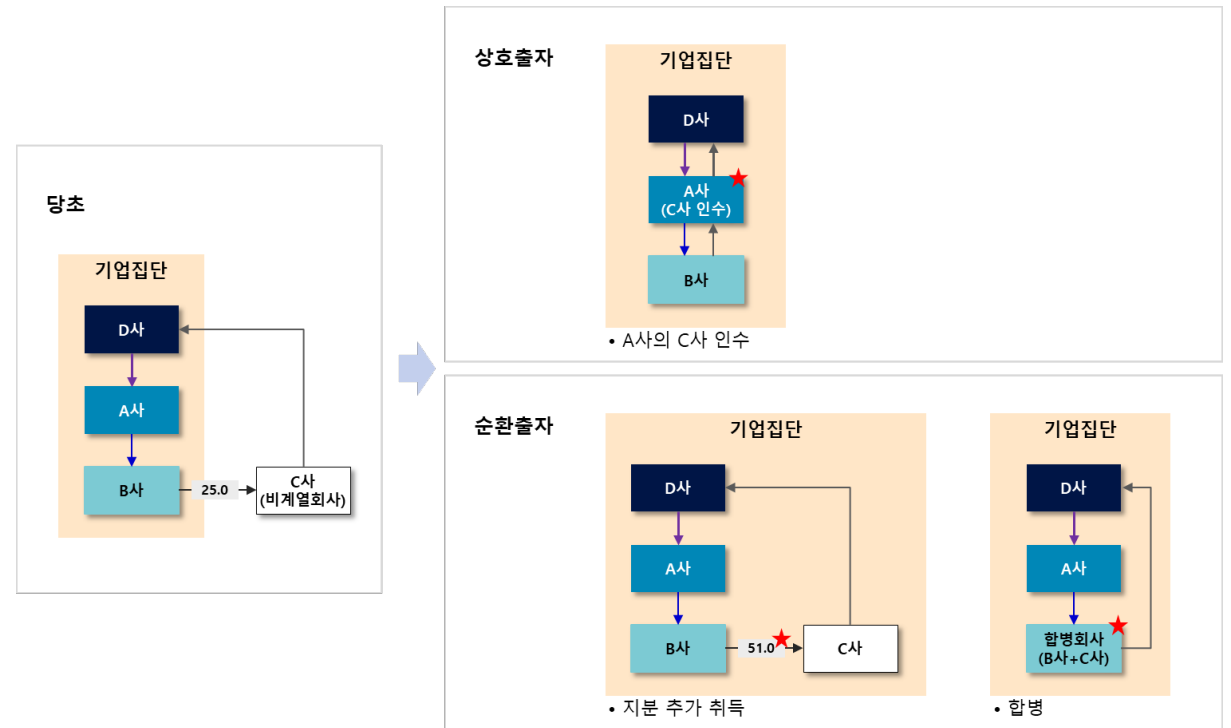 당초
기업집단
D사
A사
B사
25.0
C사
(비계열회사)
상호출자
기업집단
D사
A사
(C사 인수)
B사
• A사의 C사 인수
순환출자
기업집단
D사
A사
B사
51.0
C사
• 지분 추가 취득
기업집단
D사
A사
합병회사
(B사+C사)
• 합병